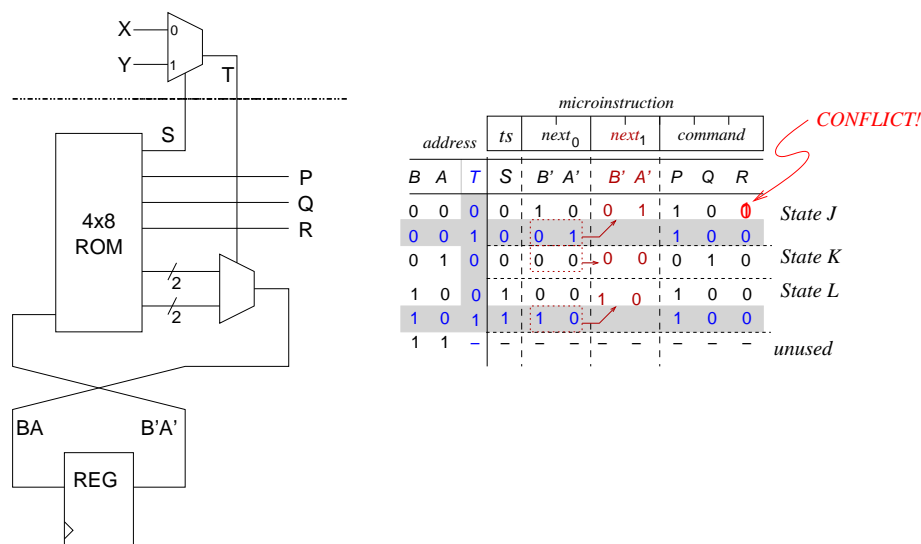 X
0
Y
1
T
S
4x8
ROM
P
Q
R
2
2
BA
B'A'
REG
microinstruction
CONFLICT!
address ts next0 next1 command
B A T S B' A' B' A' P Q R
0 0 0 0 1 0 0 1 1 0 State J
0 0 1 0 0 1 1 0 0
0 1 0 0 0 0 0 0 0 1 0 State K
1 0 0 1 0 0 1 0 1 0 0 State L
1 0 1 1 1 0 1 0 0
1 1 – – – – – – – – – unused